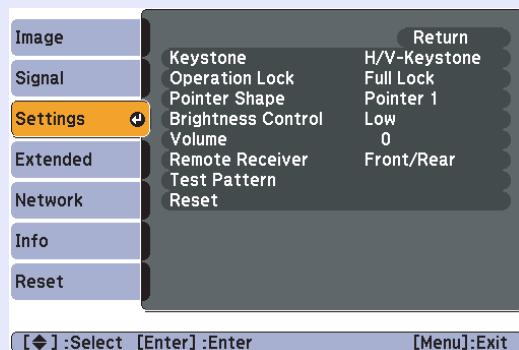 Image
Signal
Settings
Extended
Network
Info
Reset
Return
Keystone H/V-Keystone
Operation Lock Full Lock
Pointer Shape Pointer 1
Brightness Control Low
Volume 0
Remote Receiver Front/Rear
Test Pattern
Reset
[◆] :Select [Enter] :Enter [Menu]:Exit